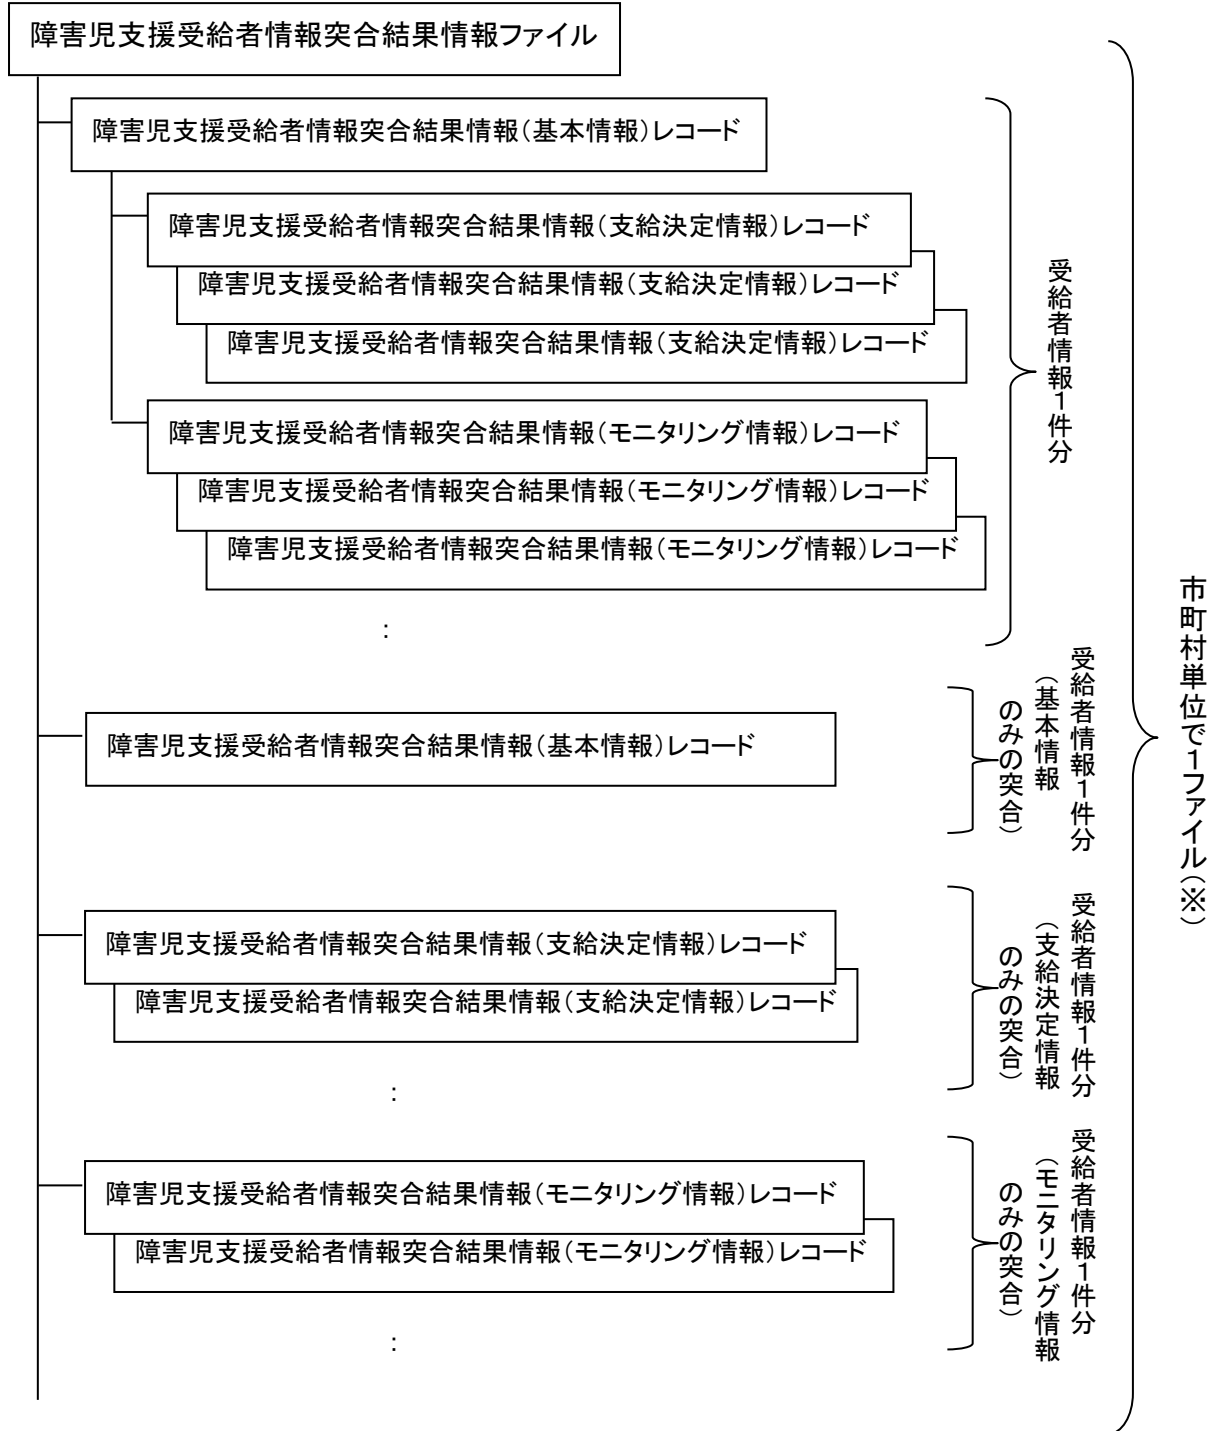 障害児支援受給者情報突合結果情報ファイル
障害児支援受給者情報突合結果情報（基本情報）レコード
障害児支援受給者情報突合結果情報（支給決定情報）レコード
障害児支援受給者情報突合結果情報（支給決定情報）レコード
障害児支援受給者情報突合結果情報（支給決定情報）レコード
障害児支援受給者情報突合結果情報（モニタリング情報）レコード
障害児支援受給者情報突合結果情報（モニタリング情報）レコード
障害児支援受給者情報突合結果情報（モニタリング情報）レコード
：
受給者情報１件分
障害児支援受給者情報突合結果情報（基本情報）レコード
受給者情報１件分
（基本情報
のみの突合）
障害児支援受給者情報突合結果情報（支給決定情報）レコード
障害児支援受給者情報突合結果情報（支給決定情報）レコード
：
受給者情報１件分
（支給決定情報
のみの突合）
障害児支援受給者情報突合結果情報（モニタリング情報）レコード
障害児支援受給者情報突合結果情報（モニタリング情報）レコード
：
受給者情報１件分
（モニタリング情報
のみの突合）
市町村単位で１ファイル（※）